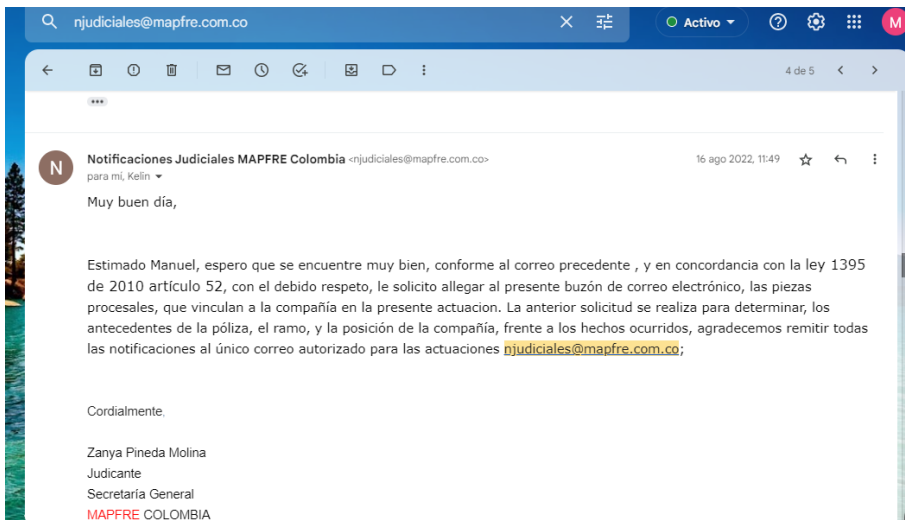 njudiciales@mapfre.com.co
Activo
M
4 de 5
N
Notificaciones Judiciales MAPFRE Colombia <njudiciales@mapfre.com.co>
16 ago 2022, 11:49
para mí, Kelin
Muy buen día,
Estimado Manuel, espero que se encuentre muy bien, conforme al correo precedente , y en concordancia con la ley 1395
de 2010 artículo 52, con el debido respeto, le solicito allegar al presente buzón de correo electrónico, las piezas
procesales, que vinculan a la compañía en la presente actuacion. La anterior solicitud se realiza para determinar, los
antecedentes de la póliza, el ramo, y la posición de la compañía, frente a los hechos ocurridos, agradecemos remitir todas
las notificaciones al único correo autorizado para las actuaciones njudiciales@mapfre.com.co;
Cordialmente,
Zanya Pineda Molina
Judicante
Secretaría General
MAPFRE COLOMBIA